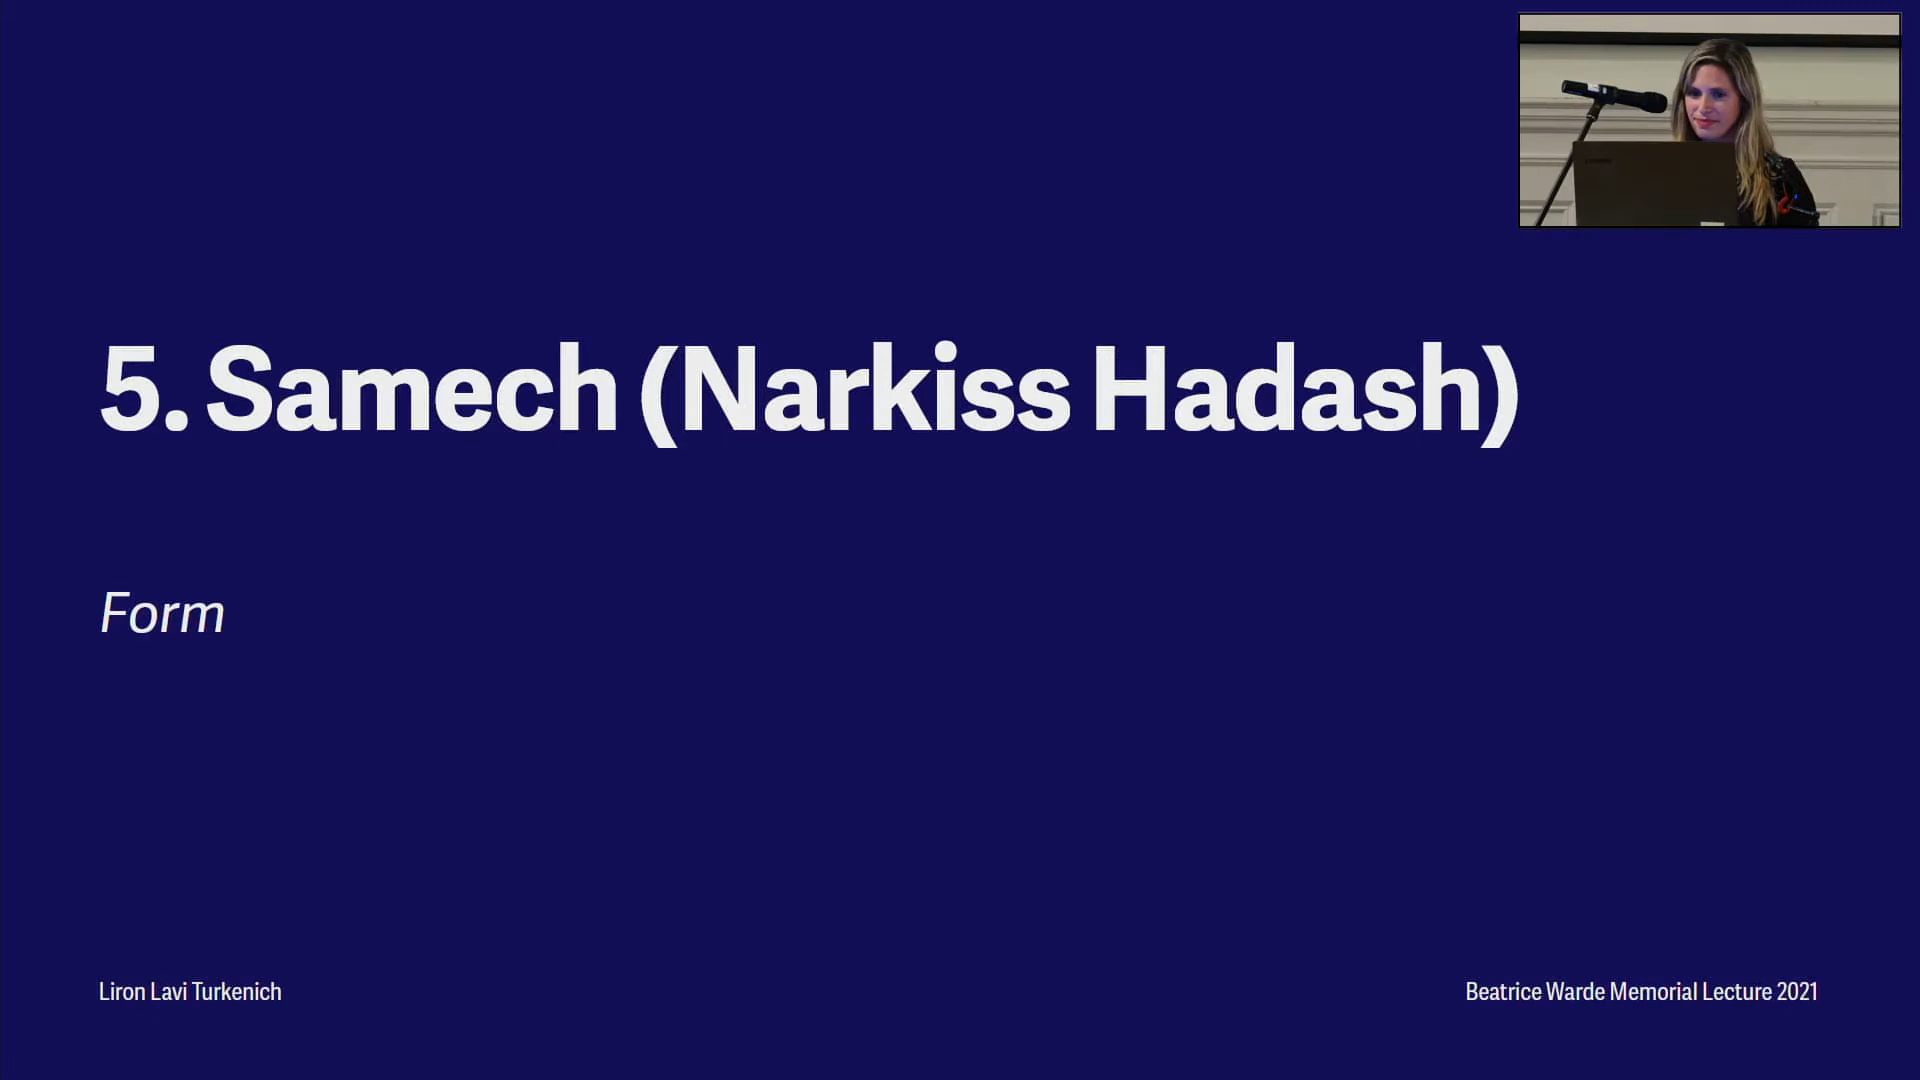 5. Samech (Narkiss Hadash)
Form
Liron Lavi Turkenich
Beatrice Warde Memorial Lecture 2021